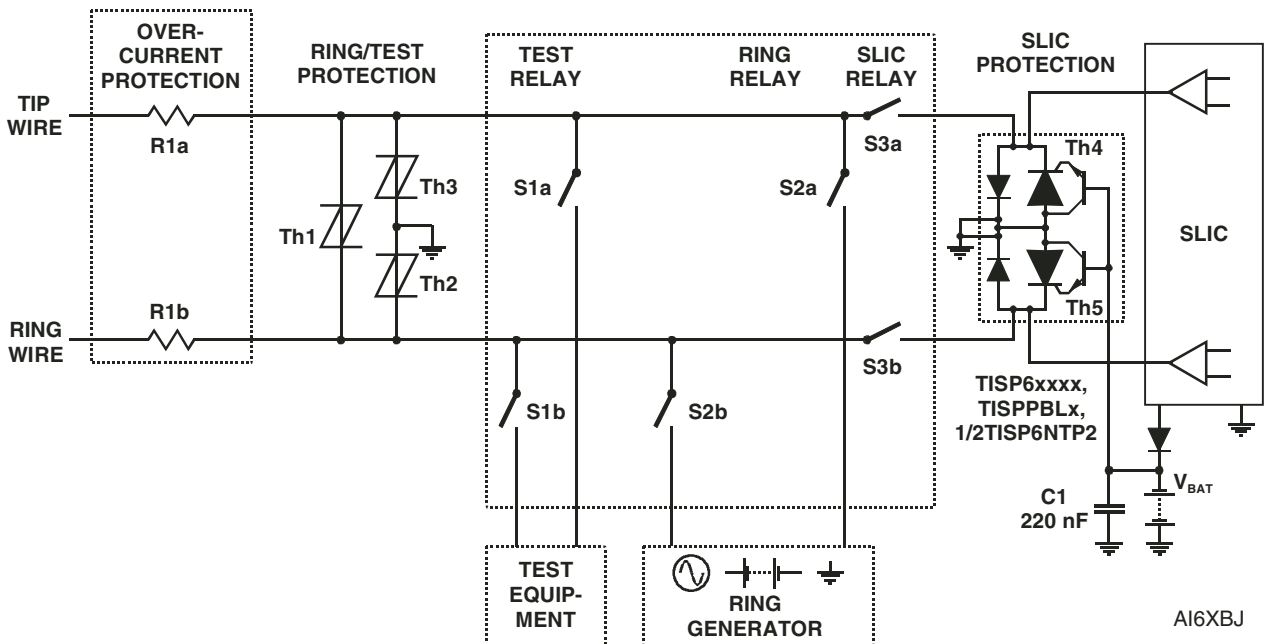 OVER-
CURRENT
PROTECTION
RING/TEST
PROTECTION
TEST
RELAY
RING
RELAY
SLIC
RELAY
SLIC
PROTECTION
TIP
WIRE
R1a
S3a
Th4
Th3
S1a
S2a
Th1
SLIC
Th2
R1b
Th5
RING
WIRE
S3b
TISP6xxxx,
TISPPBLx,
1/2TISP6NTP2
S1b
S2b
C1
220 nF
VBAT
TEST
EQUIP-
MENT
RING
GENERATOR
AI6XBJ